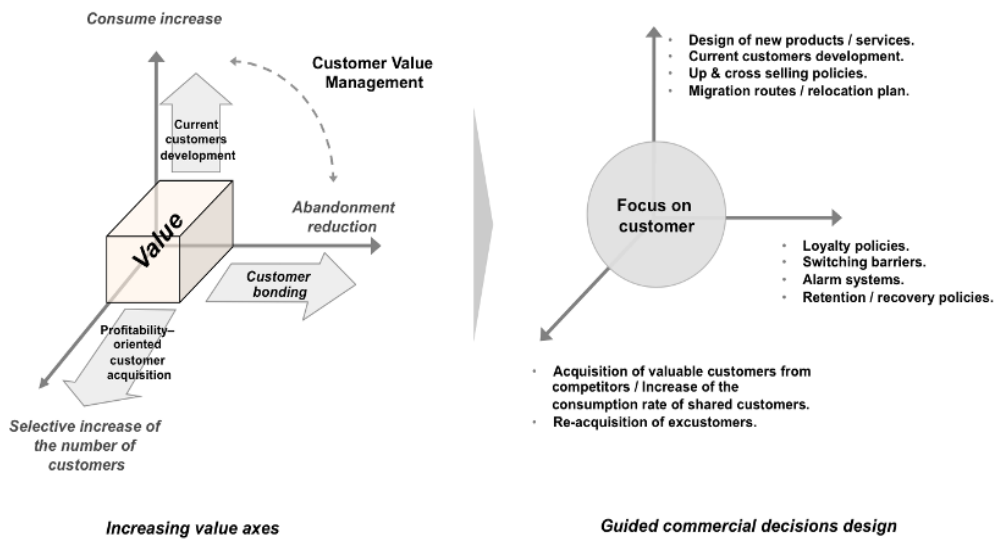 Consume increase
Customer Value
Management
Current
customers
development
Value
Abandonment
reduction
Customer
bonding
Profitability–
oriented
customer
acquisition
Selective increase of
the number of
customers
Increasing value axes
• Design of new products / services.
• Current customers development.
• Up & cross selling policies.
• Migration routes / relocation plan.
Focus on
customer
• Loyalty policies.
• Switching barriers.
• Alarm systems.
• Retention / recovery policies.
• Acquisition of valuable customers from
competitors / Increase of the
consumption rate of shared customers.
• Re-acquisition of excustomers.
Guided commercial decisions design